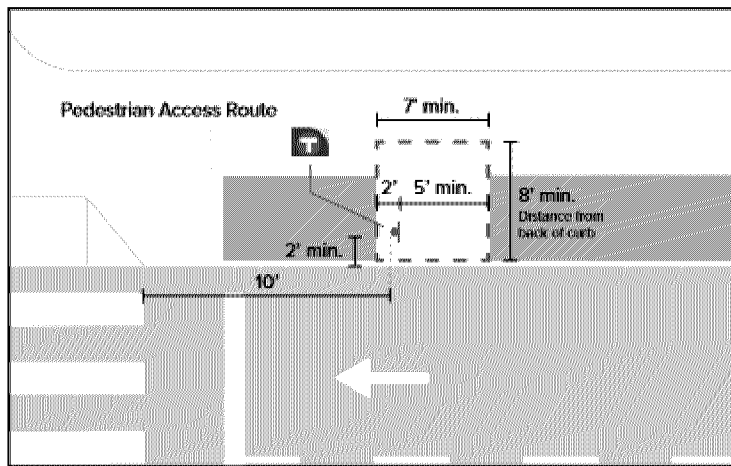 7' min.
Pedestrian Access Route
T
2' 5' min.
8' min.
Distance from
back of curb
2' min.
10'